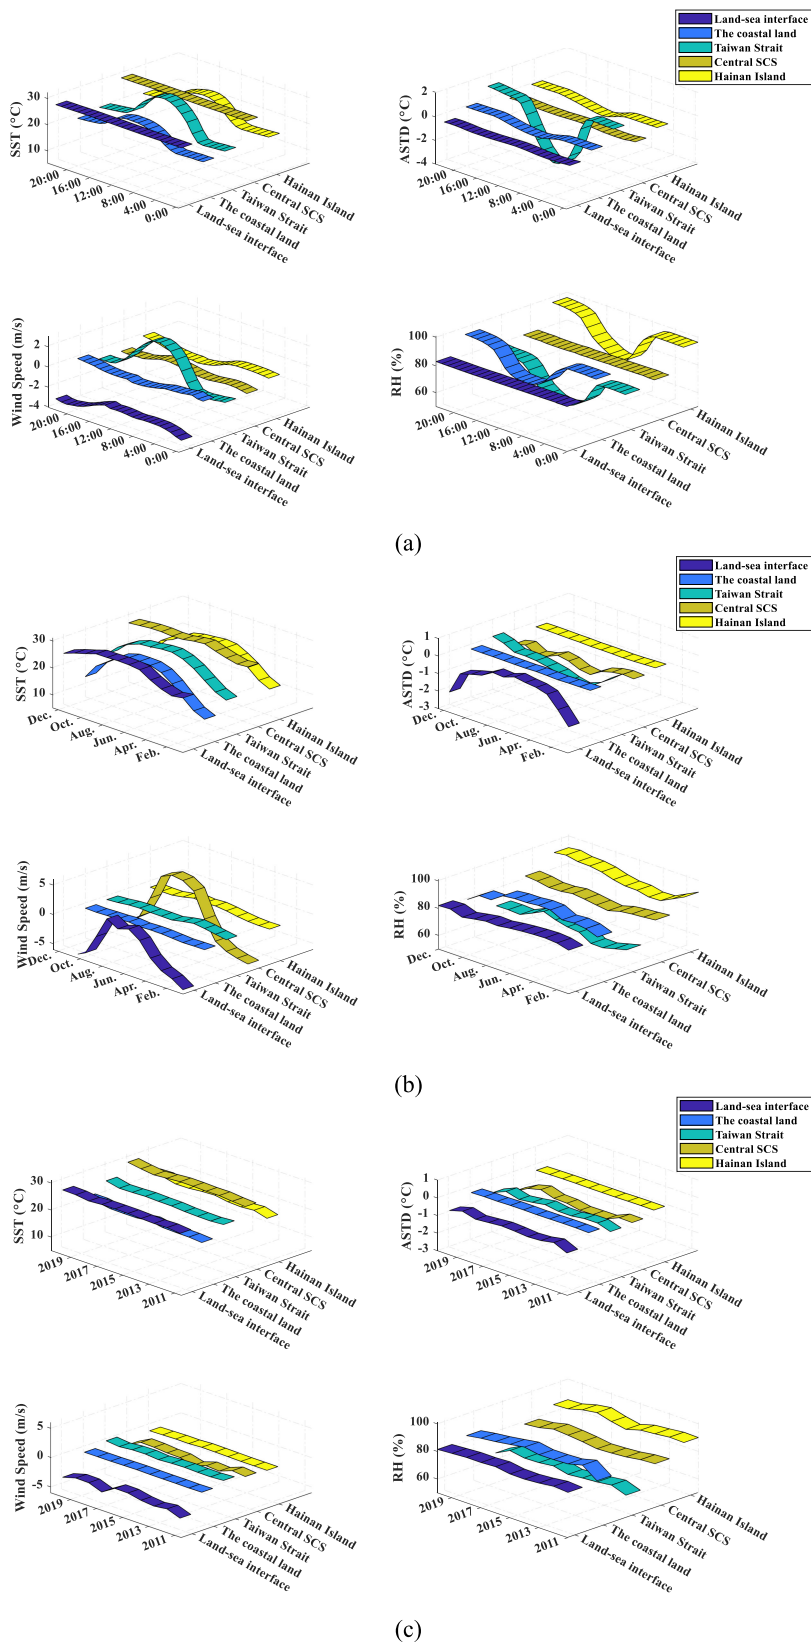 Land-sea interface
The coastal land
Taiwan Strait
Central SCS
Hainan Island
SST (°C)
30
20
10
20:00
16:00
12:00
8:00
4:00
0:00
Hainan Island
Central SCS
Taiwan Strait
The coastal land
Land-sea interface
ASTD (°C)
2
0
-2
-4
20:00
16:00
12:00
8:00
4:00
0:00
Hainan Island
Central SCS
Taiwan Strait
The coastal land
Land-sea interface
Wind Speed (m/s)
2
0
-2
-4
20:00
16:00
12:00
8:00
4:00
0:00
Hainan Island
Central SCS
Taiwan Strait
The coastal land
Land-sea interface
RH (%)
100
80
60
20:00
16:00
12:00
8:00
4:00
0:00
Hainan Island
Central SCS
Taiwan Strait
The coastal land
Land-sea interface
(a)
Land-sea interface
The coastal land
Taiwan Strait
Central SCS
Hainan Island
SST (°C)
30
20
10
Dec.
Oct.
Aug.
Jun.
Apr.
Feb.
Hainan Island
Central SCS
Taiwan Strait
The coastal land
Land-sea interface
ASTD (°C)
1
0
-1
-2
-3
Dec.
Oct.
Aug.
Jun.
Apr.
Feb.
Hainan Island
Central SCS
Taiwan Strait
The coastal land
Land-sea interface
Wind Speed (m/s)
5
0
-5
Dec.
Oct.
Aug.
Jun.
Apr.
Feb.
Hainan Island
Central SCS
Taiwan Strait
The coastal land
Land-sea interface
RH (%)
100
80
60
Dec.
Oct.
Aug.
Jun.
Apr.
Feb.
Hainan Island
Central SCS
Taiwan Strait
The coastal land
Land-sea interface
(b)
Land-sea interface
The coastal land
Taiwan Strait
Central SCS
Hainan Island
SST (°C)
30
20
10
2019
2017
2015
2013
2011
Hainan Island
Central SCS
Taiwan Strait
The coastal land
Land-sea interface
ASTD (°C)
1
0
-1
-2
-3
2019
2017
2015
2013
2011
Hainan Island
Central SCS
Taiwan Strait
The coastal land
Land-sea interface
Wind Speed (m/s)
5
0
-5
2019
2017
2015
2013
2011
Hainan Island
Central SCS
Taiwan Strait
The coastal land
Land-sea interface
RH (%)
100
80
60
2019
2017
2015
2013
2011
Hainan Island
Central SCS
Taiwan Strait
The coastal land
Land-sea interface
(c)